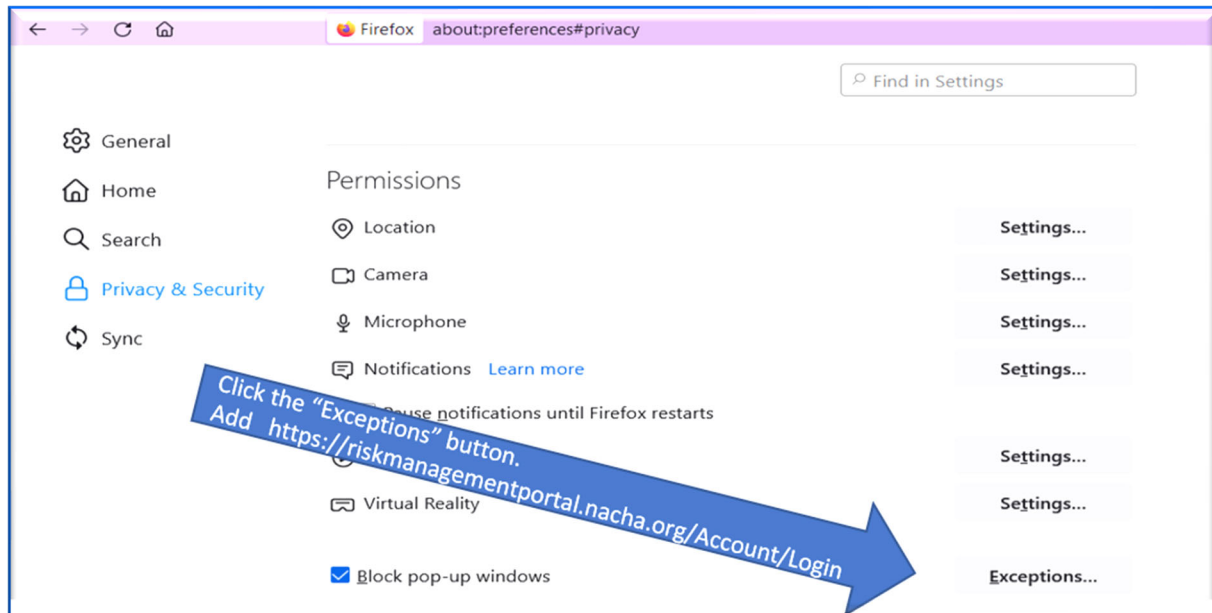 Firefox about:preferences#privacy
Find in Settings
General
Home
Search
Privacy & Security
Sync
Permissions
Location Settings...
Camera Settings...
Microphone Settings...
Notifications Learn more Settings...
notifications until Firefox restarts
Settings...
Virtual Reality Settings...
Block pop-up windows Exceptions...
Click the “Exceptions” button.
Add https://riskmanagementportal.nacha.org/Account/Login